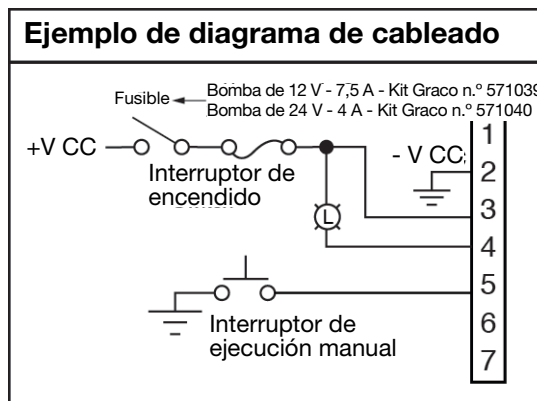 Ejemplo de diagrama de cableado
Bomba de 12 V - 7,5 A - Kit Graco n.º 571039
Fusible
Bomba de 24 V - 4 A - Kit Graco n.º 571040
+V CC
Interruptor de
encendido
- V CC
L
1
2
3
4
5
6
7
Interruptor de
ejecución manual